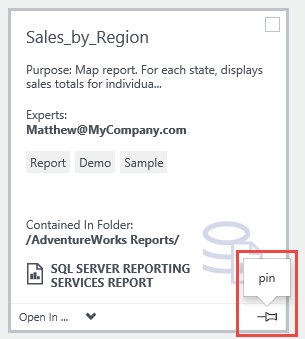 Sales_by_Region
Purpose: Map report. For each state, displays
sales totals for individua...
Experts:
Matthew@MyCompany.com
Report Demo Sample
Contained In Folder:
/AdventureWorks Reports/
SQL SERVER REPORTING
SERVICES REPORT
pin
Open In ...